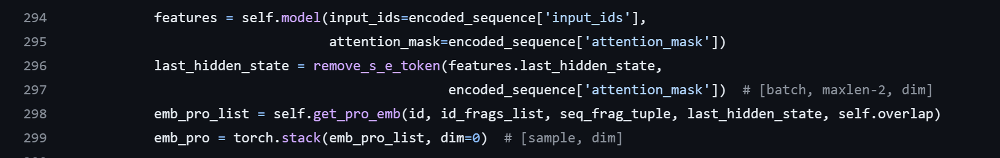 294 features = self.model(input_ids=encoded_sequence['input_ids'],
295 attention_mask=encoded_sequence['attention_mask'])
296 last_hidden_state = remove_s_e_token(features.last_hidden_state,
297 encoded_sequence['attention_mask']) # [batch, maxlen-2, dim]
298 emb_pro_list = self.get_pro_emb(id, id_frags_list, seq_frag_tuple, last_hidden_state, self.overlap)
299 emb_pro = torch.stack(emb_pro_list, dim=0) # [sample, dim]